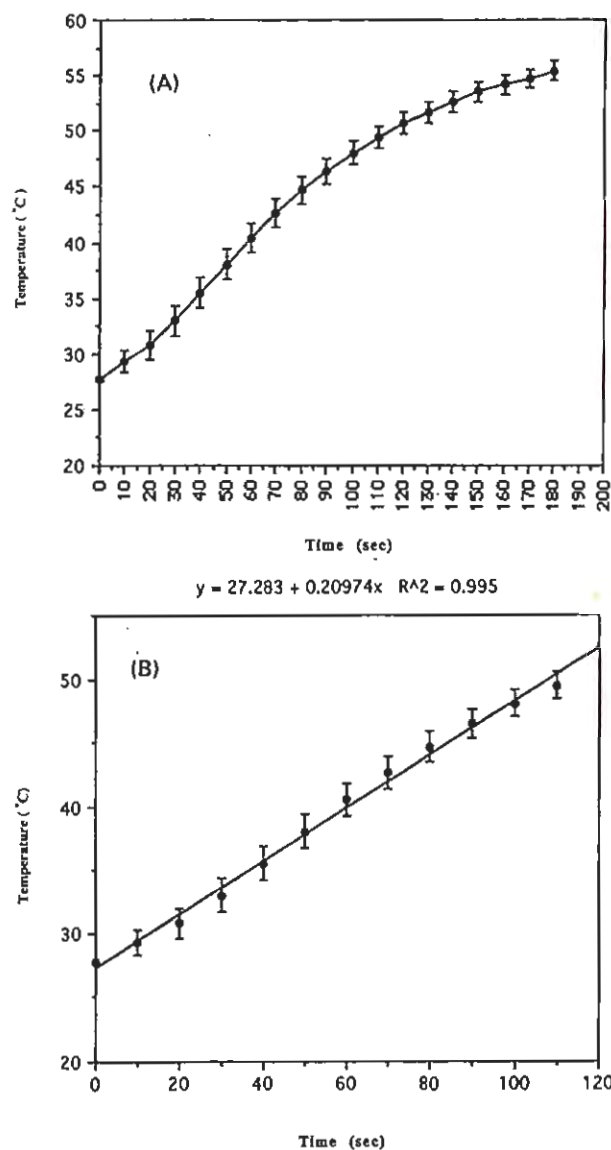 60
55
50
45
40
35
30
25
20
(A)
Temperature (°C)
0 10 20 30 40 50 60 70 80 90 100 110 120 130 140 150 160 170 180 190 200
Time (sec)
y = 27.283 + 0.20974x R^2 = 0.995
50
40
30
20
(B)
Temperature (°C)
0 20 40 60 80 100 120
Time (sec)